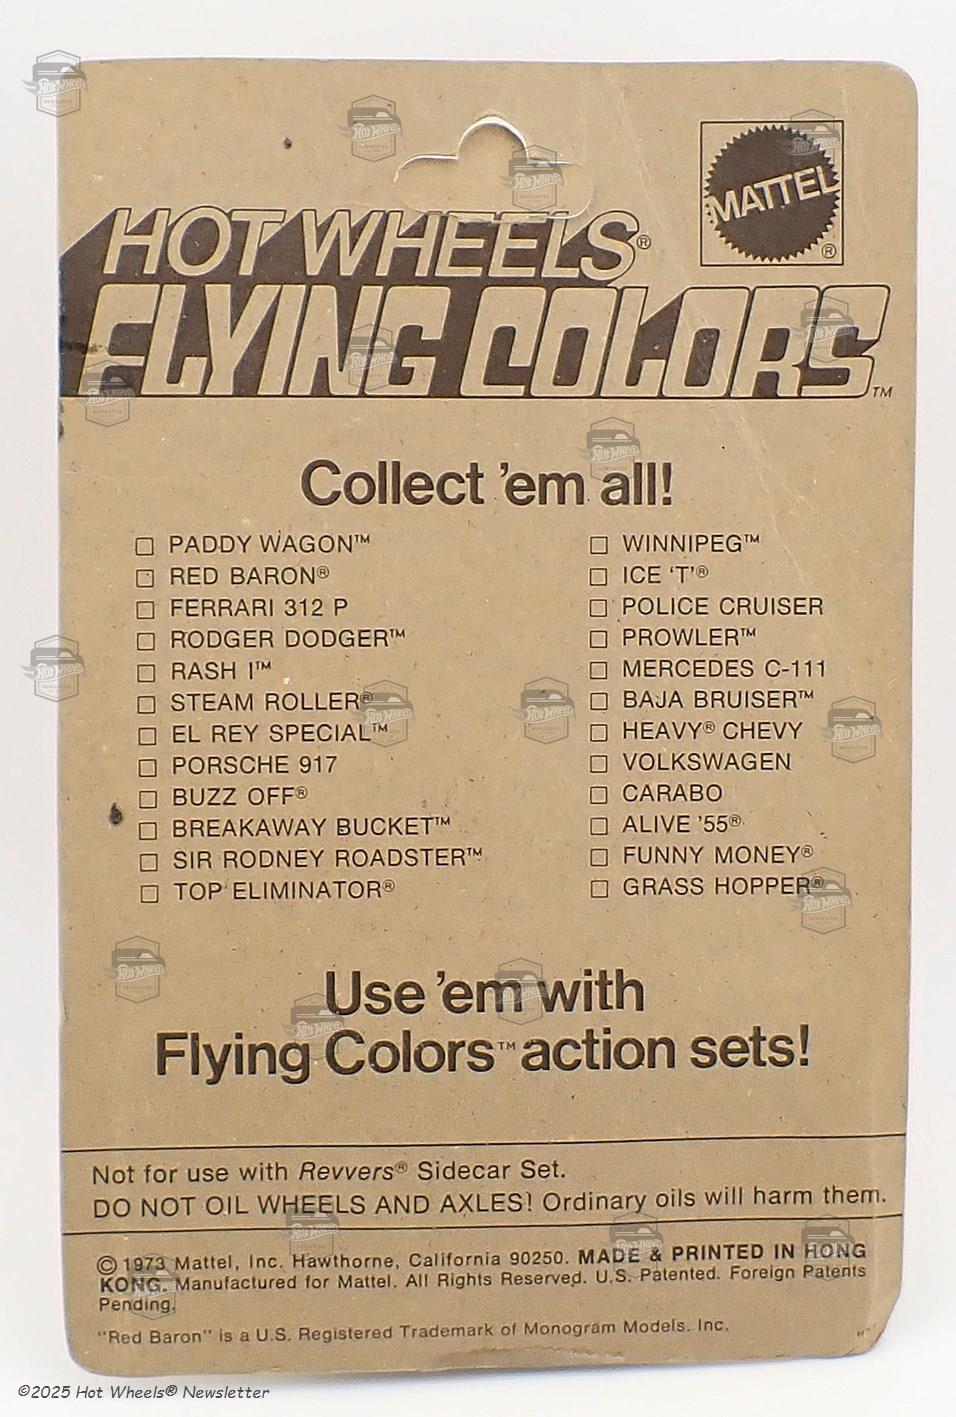 HOT WHEELS®
MATTEL®
FLYING COLORS™
Collect 'em all!
☐ PADDY WAGON™
☐ RED BARON®
☐ FERRARI 312 P
☐ RODGER DODGER™
☐ RASH I™
☐ STEAM ROLLER®
☐ EL REY SPECIAL™
☐ PORSCHE 917
☐ BUZZ OFF®
☐ BREAKAWAY BUCKET™
☐ SIR RODNEY ROADSTER™
☐ TOP ELIMINATOR®
☐ WINNIPEG™
☐ ICE 'T'®
☐ POLICE CRUISER
☐ PROWLER™
☐ MERCEDES C-111
☐ BAJA BRUISER™
☐ HEAVY® CHEVY
☐ VOLKSWAGEN
☐ CARABO
☐ ALIVE '55®
☐ FUNNY MONEY®
☐ GRASS HOPPER®
Use 'em with
Flying Colors™ action sets!
Not for use with Revvers® Sidecar Set.
DO NOT OIL WHEELS AND AXLES! Ordinary oils will harm them.
© 1973 Mattel, Inc. Hawthorne, California 90250. MADE & PRINTED IN HONG
KONG. Manufactured for Mattel. All Rights Reserved. U.S. Patented. Foreign Patents
Pending.
"Red Baron" is a U.S. Registered Trademark of Monogram Models. Inc.
©2025 Hot Wheels® Newsletter